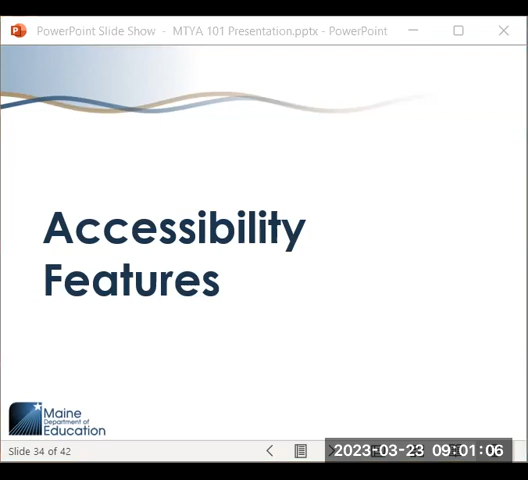 PowerPoint Slide Show - MTYA 101 Presentation.pptx - PowerPoint
Accessibility
Features
Maine
Department of
Education
Slide 34 of 42
2023-03-23 09:01:06